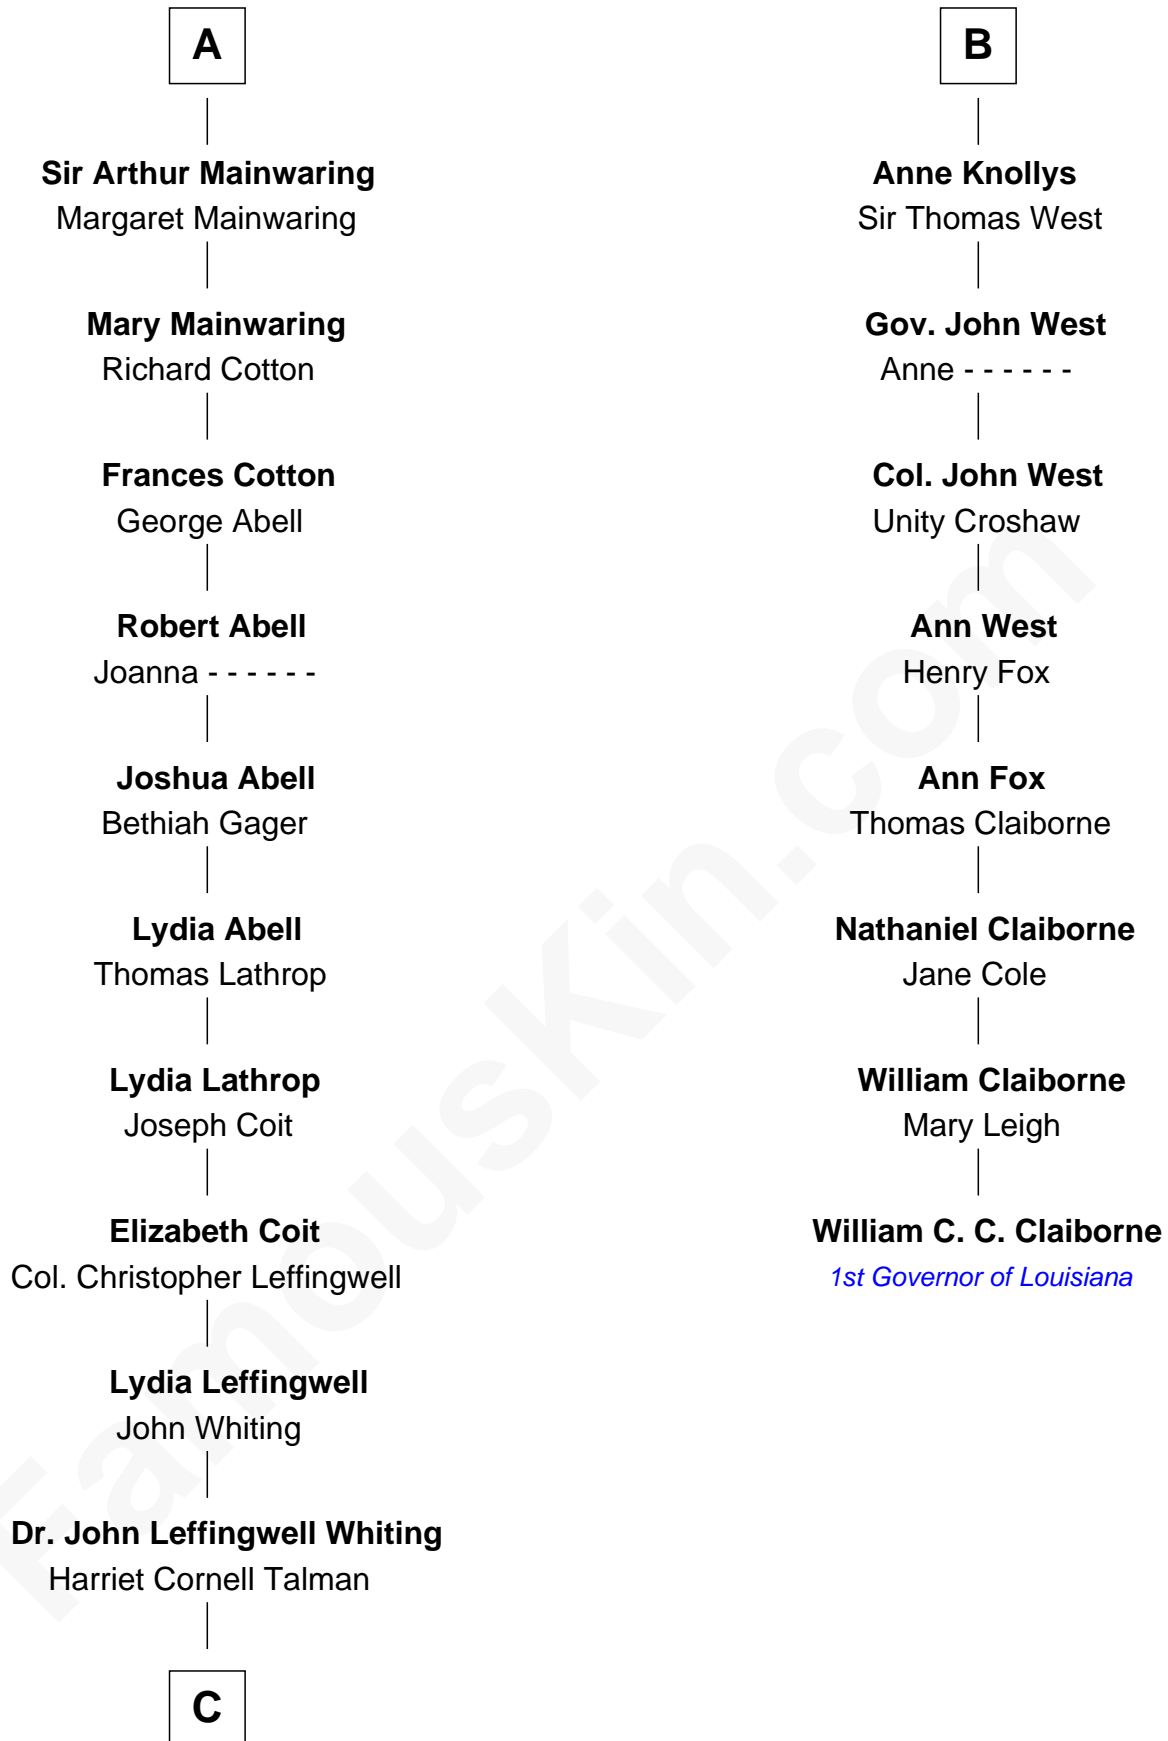 A
Sir Arthur Mainwaring
Margaret Mainwaring
Mary Mainwaring
Richard Cotton
Frances Cotton
George Abell
Robert Abell
Joanna - - - - - -
Joshua Abell
Bethiah Gager
Lydia Abell
Thomas Lathrop
Lydia Lathrop
Joseph Coit
Elizabeth Coit
Col. Christopher Leffingwell
Lydia Leffingwell
John Whiting
Dr. John Leffingwell Whiting
Harriet Cornell Talman
C
B
Anne Knollys
Sir Thomas West
Gov. John West
Anne - - - - - -
Col. John West
Unity Croshaw
Ann West
Henry Fox
Ann Fox
Thomas Claiborne
Nathaniel Claiborne
Jane Cole
William Claiborne
Mary Leigh
William C. C. Claiborne
1st Governor of Louisiana
FamousKin.com